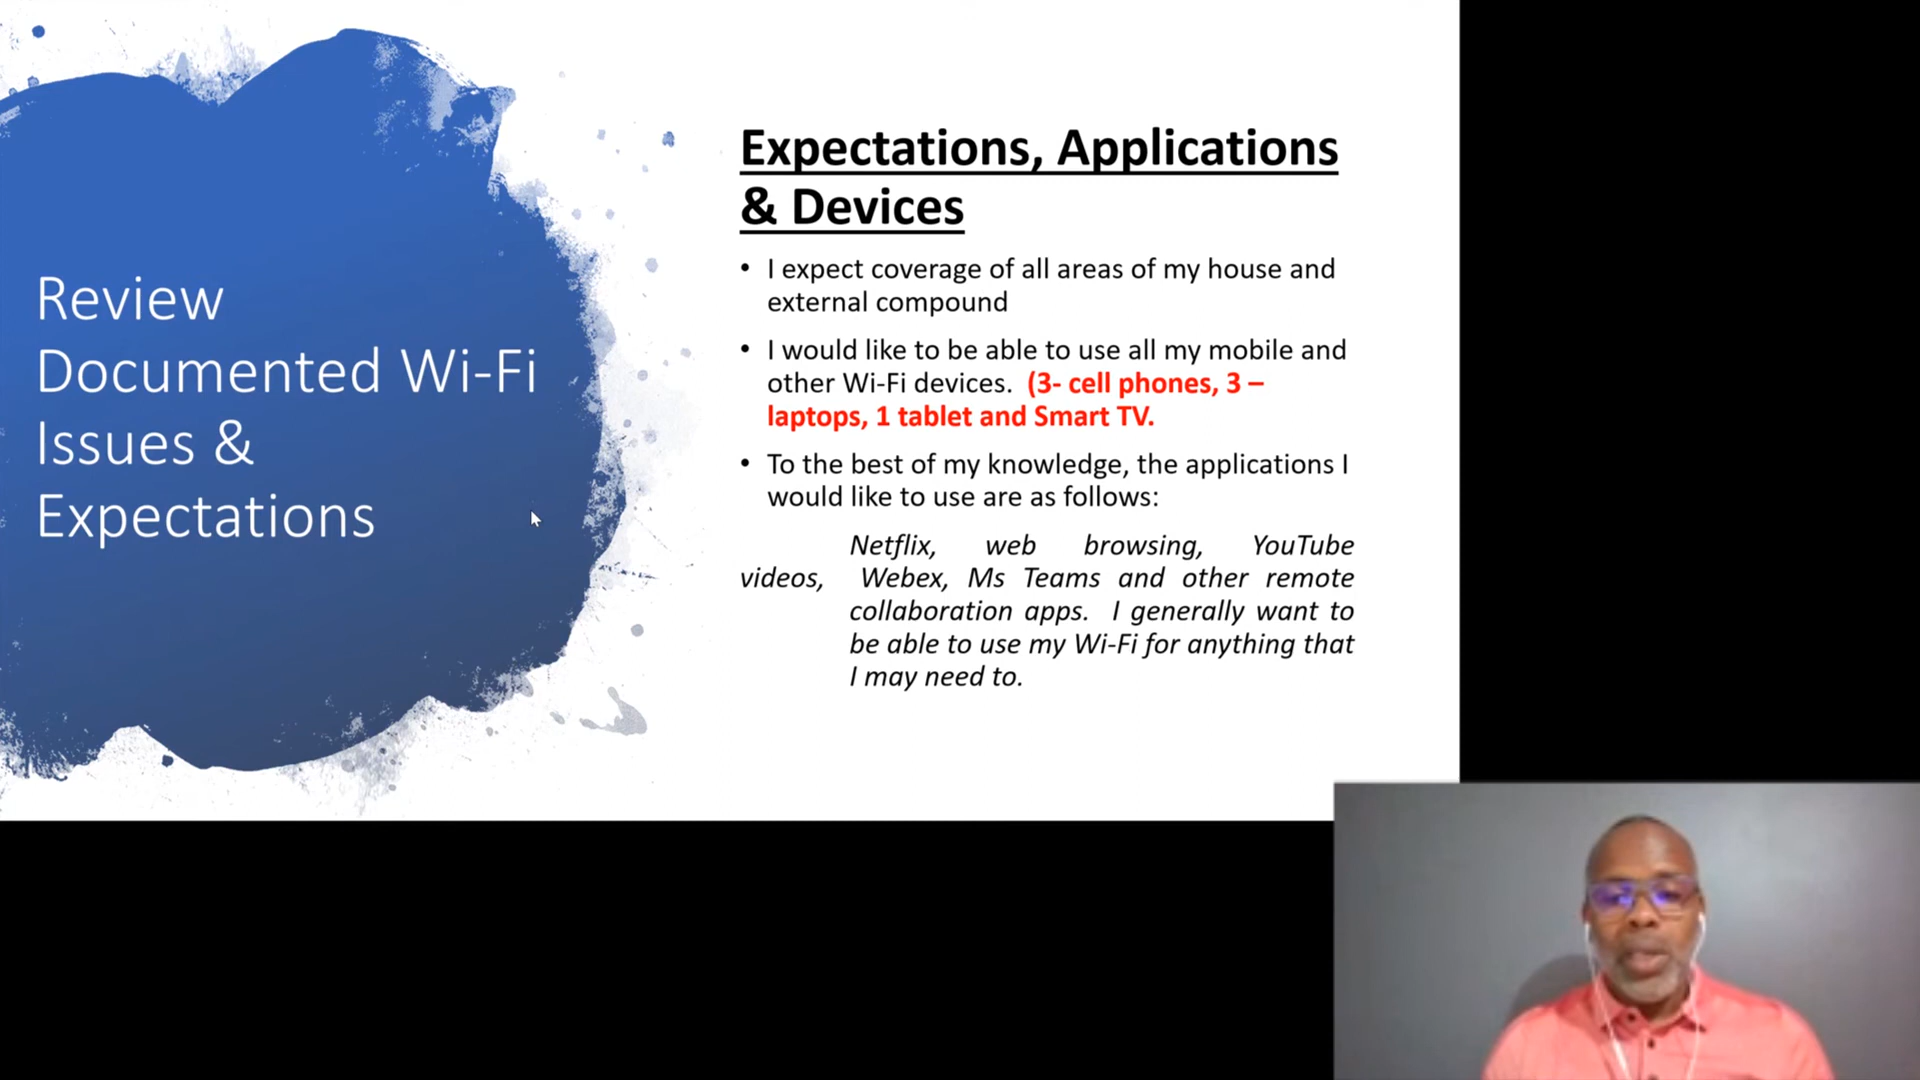 Review
Documented Wi-Fi
Issues &
Expectations
Expectations, Applications
& Devices
• I expect coverage of all areas of my house and
external compound
• I would like to be able to use all my mobile and
other Wi-Fi devices. (3- cell phones, 3 –
laptops, 1 tablet and Smart TV.
• To the best of my knowledge, the applications I
would like to use are as follows:
Netflix, web browsing, YouTube
videos, Webex, Ms Teams and other remote
collaboration apps. I generally want to
be able to use my Wi-Fi for anything that
I may need to.